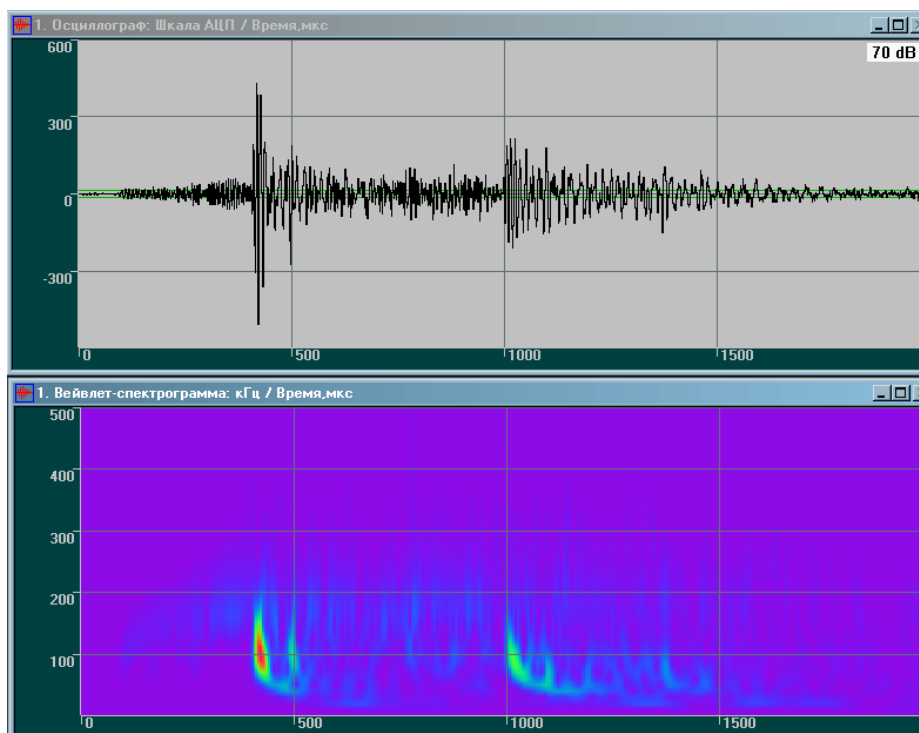 1. Осциллограф: Шкала АЦП / Время,мкс
600
70 dB
300
0
-300
0 500 1000 1500
1. Вейвлет-спектрограмма: кГц / Время,мкс
500
400
300
200
100
0 500 1000 1500